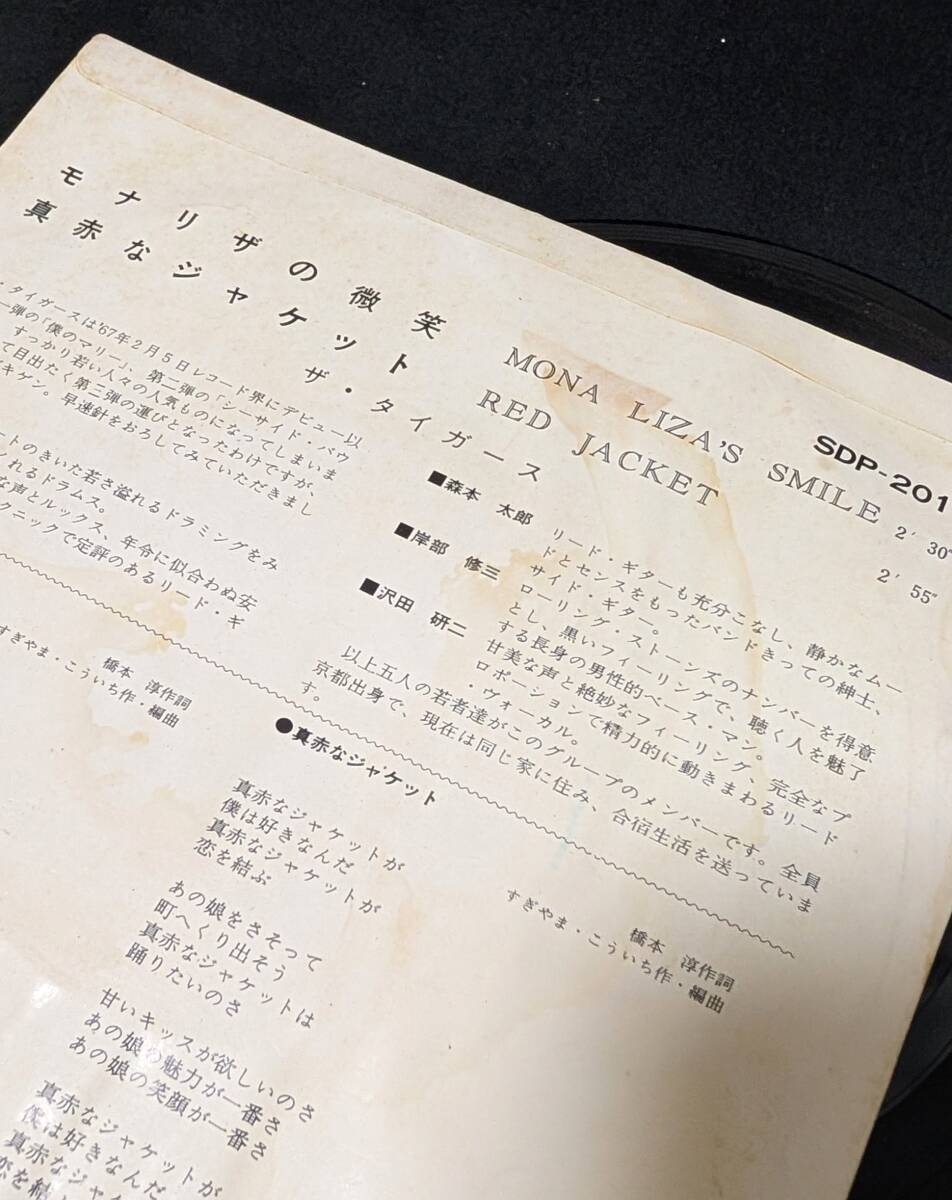 モナリザの微笑
真赤なジャケット
ザ・タイガース
MONA LIZA'S SMILE 2′ 30″
RED JACKET 2′ 55″
SDP-201
・タイガースは'67年2月5日レコード界にデビュー以
弾の「僕のマリー」、第二弾の「シーサイド・バウ
すっかり若い人々の人気ものになってしまいま
て目出たく第三弾の運びとなったわけですが、
キゲン。早速針をおろしてみていただきまし
ートのきいた若さ溢れるドラミングをみ
れるドラムス。
な声とルックス、年令に似合わぬ安
クニックで定評のあるリード・ギ
■森本 太郎 リード・ギターも充分こなし、静かなムー
ドとセンスをもったバンドきっての紳士、
サイド・ギター。
■岸部 修三 ローリング・ストーンズのナンバーを得意
とし、黒いフィーリングで、聴く人を魅了
する長身の男性的ベース・マン。
■沢田 研二 甘美な声と絶妙なフィーリング、完全なプ
ロポーションで精力的に動きまわるリード
・ヴォーカル。
以上五人の若者達がこのグループのメンバーです。全員
京都出身で、現在は同じ家に住み、合宿生活を送っていま
す。
橋本 淳作詞
すぎやま・こういち作・編曲
●真赤なジャケット
橋本 淳作詞
すぎやま・こういち作・編曲
真赤なジャケットが
僕は好きなんだ
真赤なジャケットが
恋を結ぶ
あの娘をさそって
町へくり出そう
真赤なジャケットは
踊りたいのさ
甘いキッスが欲しいのさ
あの娘の魅力が一番さ
あの娘の笑顔が一番さ
真赤なジャケットが
僕は好きなんだ
真赤なジャケットが
恋を結